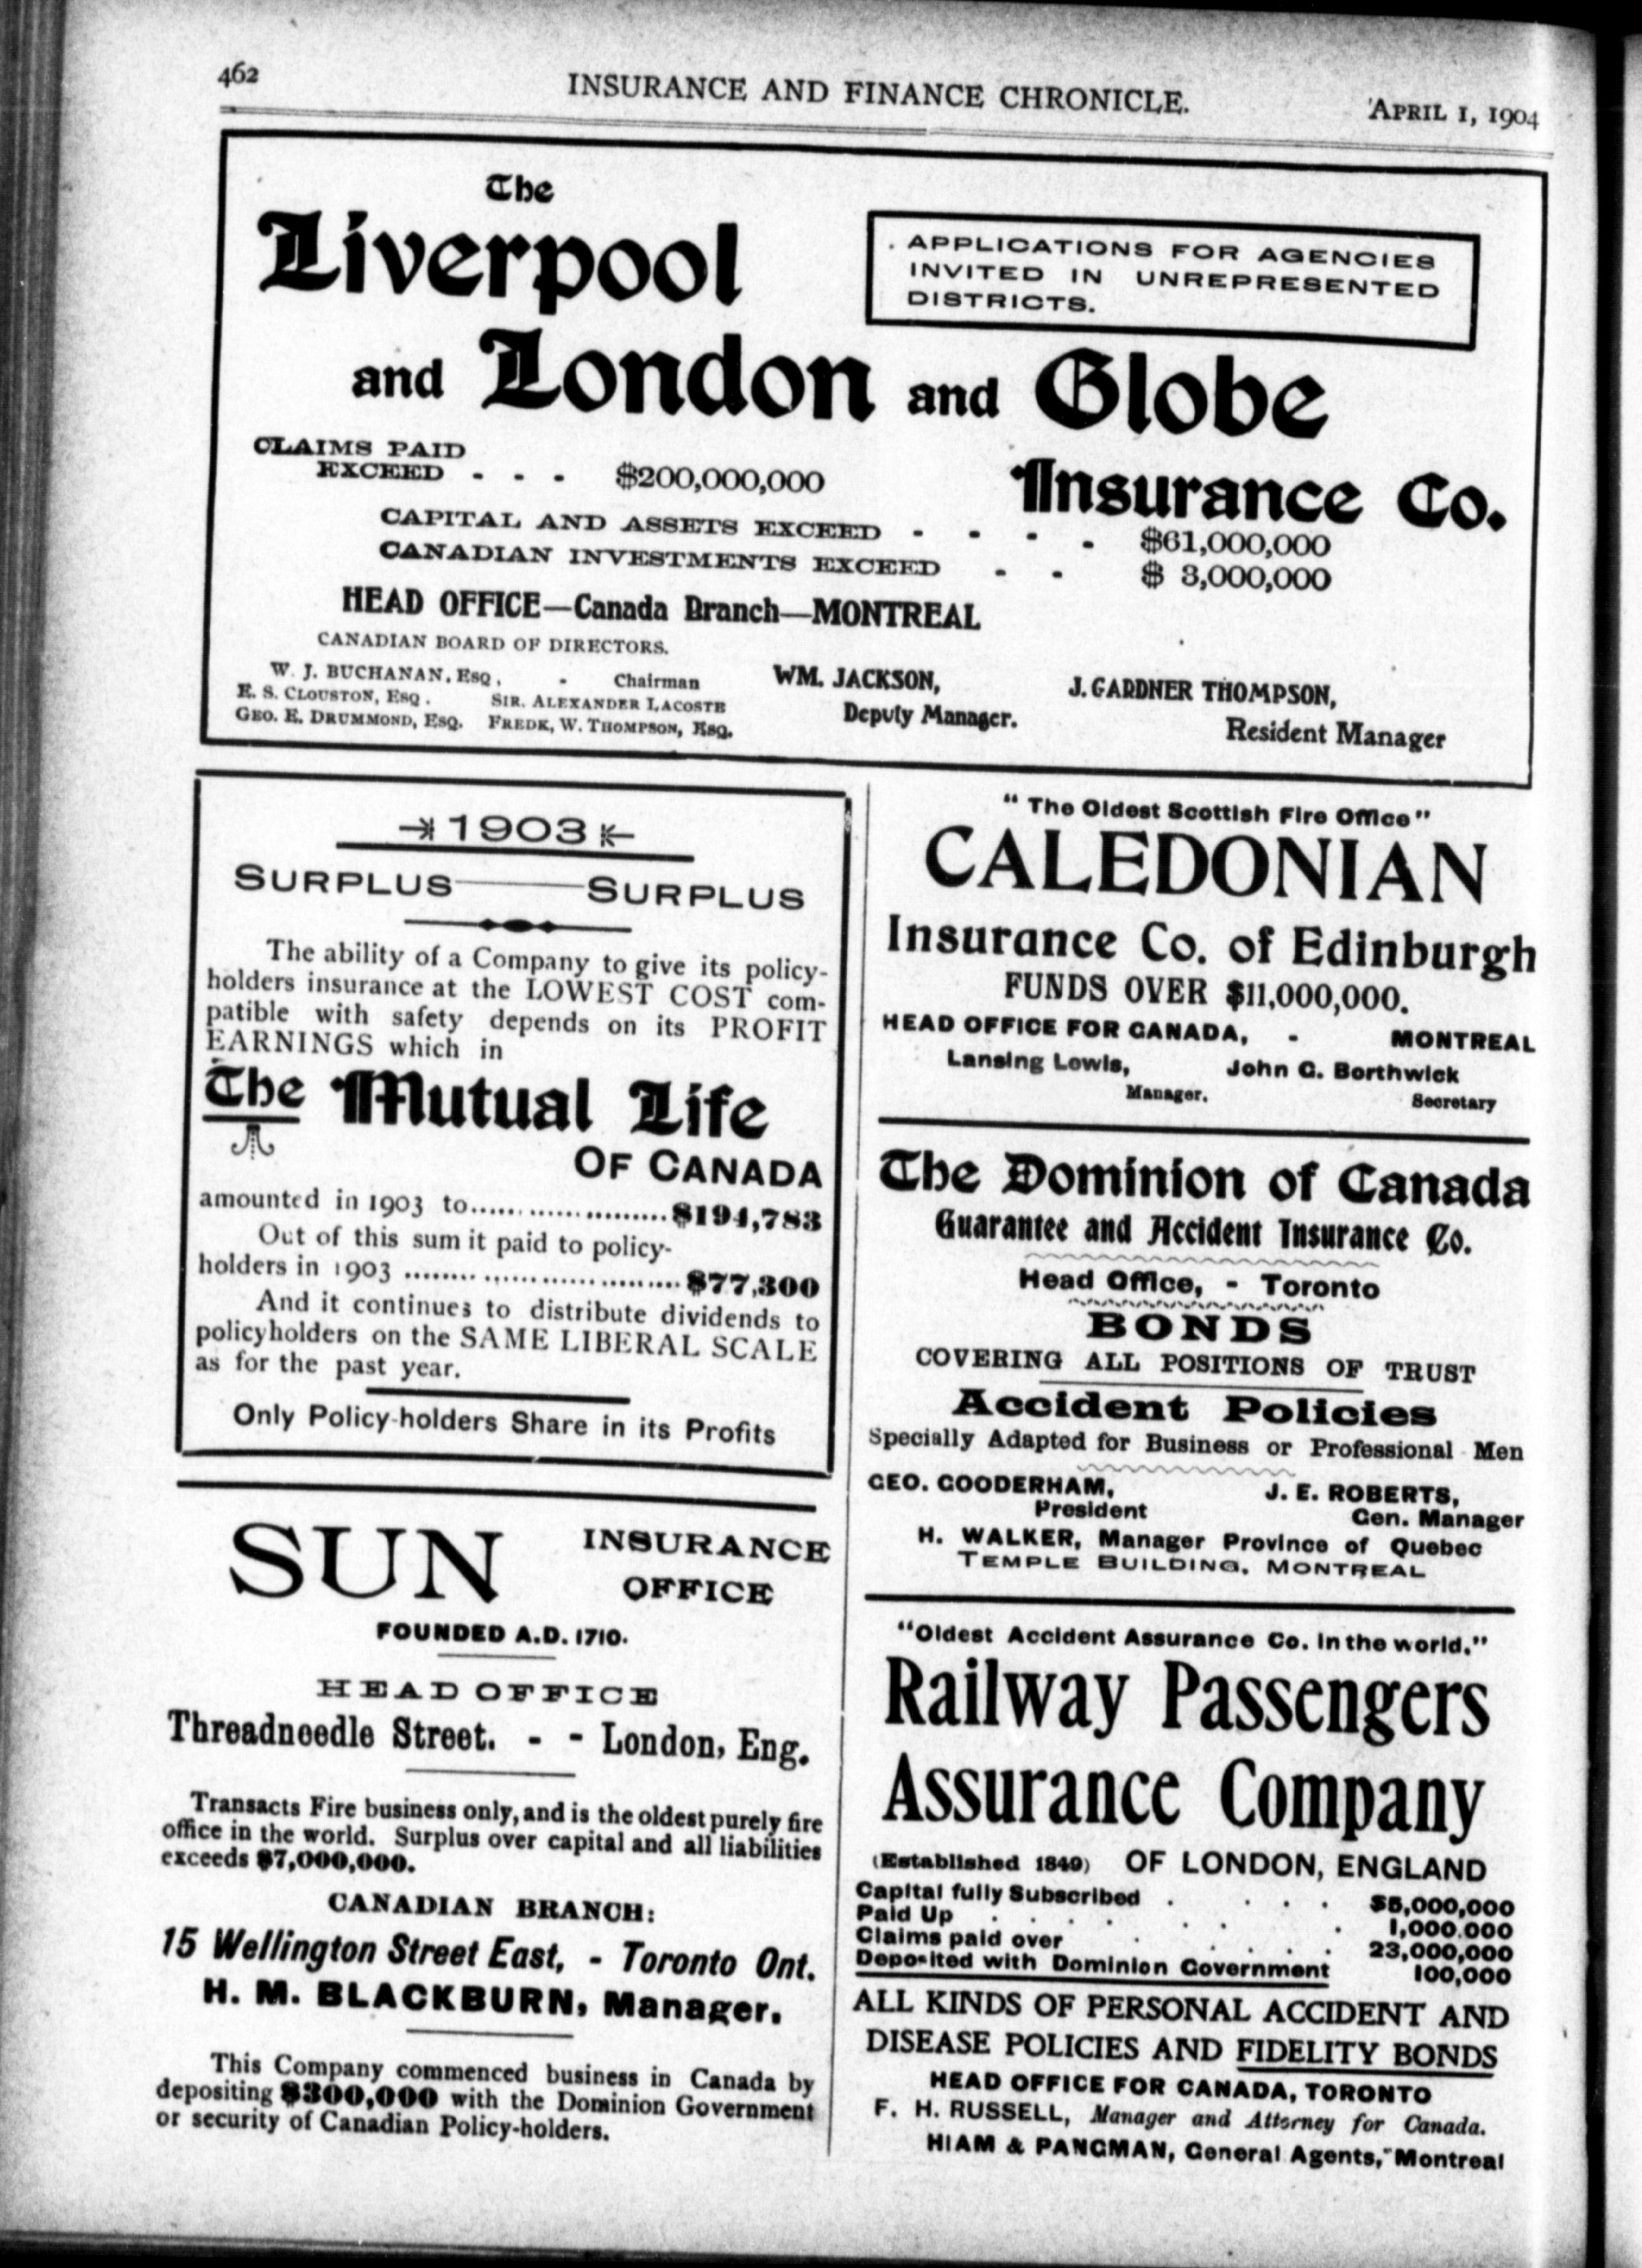 462
INSURANCE AND FINANCE CHRONICLE.
APRIL 1, 1904
The
Liverpool
APPLICATIONS FOR AGENCIES
INVITED IN UNREPRESENTED
DISTRICTS.
and London and Globe
Insurance Co.
CLAIMS PAID
EXCEED - - - $200,000,000
CAPITAL AND ASSETS EXCEED - - - - $61,000,000
CANADIAN INVESTMENTS EXCEED - - $ 3,000,000
HEAD OFFICE—Canada Branch—MONTREAL
CANADIAN BOARD OF DIRECTORS.
W. J. BUCHANAN, ESQ., - Chairman
E. S. CLOUSTON, ESQ. SIR. ALEXANDER LACOSTE
GEO. E. DRUMMOND, ESQ. FREDK, W. THOMPSON, ESQ.
WM. JACKSON,
Deputy Manager.
J. GARDNER THOMPSON,
Resident Manager
1903
SURPLUS—SURPLUS
The ability of a Company to give its policy-
holders insurance at the LOWEST COST com-
patible with safety depends on its PROFIT
EARNINGS which in
The Mutual Life
OF CANADA
amounted in 1903 to........................$194,783
Out of this sum it paid to policy-
holders in 1903 .................................$77,300
And it continues to distribute dividends to
policyholders on the SAME LIBERAL SCALE
as for the past year.
Only Policy-holders Share in its Profits
SUN INSURANCE
OFFICE
FOUNDED A.D. 1710.
HEAD OFFICE
Threadneedle Street. - - London, Eng.
Transacts Fire business only, and is the oldest purely fire
office in the world. Surplus over capital and all liabilities
exceeds $7,000,000.
CANADIAN BRANCH:
15 Wellington Street East, - Toronto Ont.
H. M. BLACKBURN, Manager.
This Company commenced business in Canada by
depositing $300,000 with the Dominion Government
or security of Canadian Policy-holders.
"The Oldest Scottish Fire Office"
CALEDONIAN
Insurance Co. of Edinburgh
FUNDS OVER $11,000,000.
HEAD OFFICE FOR CANADA, - MONTREAL
Lansing Lewis, John G. Borthwick
Manager. Secretary
The Dominion of Canada
Guarantee and Accident Insurance Co.
Head Office, - Toronto
BONDS
COVERING ALL POSITIONS OF TRUST
Accident Policies
Specially Adapted for Business or Professional Men
GEO. GOODERHAM, J. E. ROBERTS,
President Gen. Manager
H. WALKER, Manager Province of Quebec
TEMPLE BUILDING, MONTREAL
"Oldest Accident Assurance Co. in the world."
Railway Passengers
Assurance Company
(Established 1849) OF LONDON, ENGLAND
Capital fully Subscribed . . . . $5,000,000
Paid Up . . . . . . 1,000.000
Claims paid over . . . . . 23,000,000
Deposited with Dominion Government 100,000
ALL KINDS OF PERSONAL ACCIDENT AND
DISEASE POLICIES AND FIDELITY BONDS
HEAD OFFICE FOR CANADA, TORONTO
F. H. RUSSELL, Manager and Attorney for Canada.
HIAM & PANGMAN, General Agents, Montreal